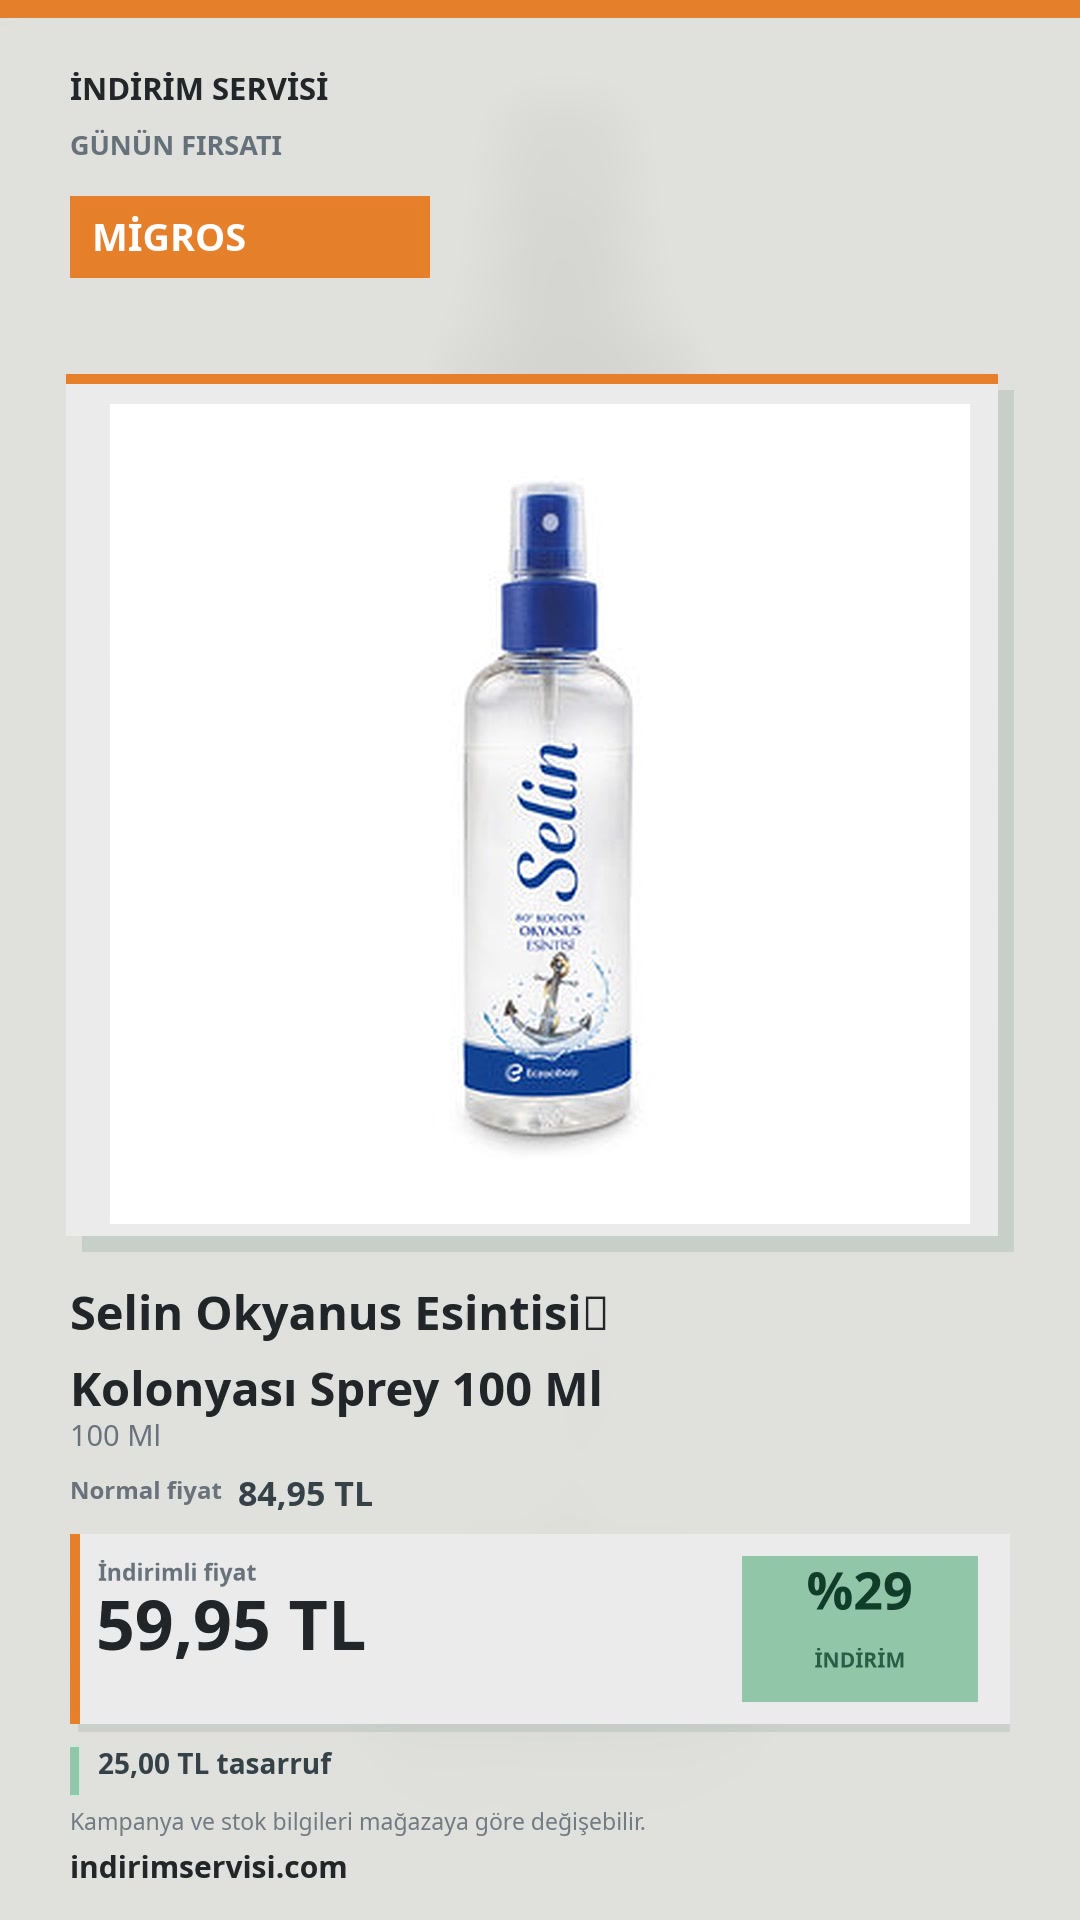 İNDİRİM SERVİSİ
GÜNÜN FIRSATI
MİGROS
Selin
80° KOLONYA
OKYANUS
ESİNTİSİ
Eczacıbaşı
Selin Okyanus Esintisi
Kolonyası Sprey 100 Ml
100 Ml
Normal fiyat 84,95 TL
İndirimli fiyat
59,95 TL
%29
İNDİRİM
25,00 TL tasarruf
Kampanya ve stok bilgileri mağazaya göre değişebilir.
indirimservisi.com